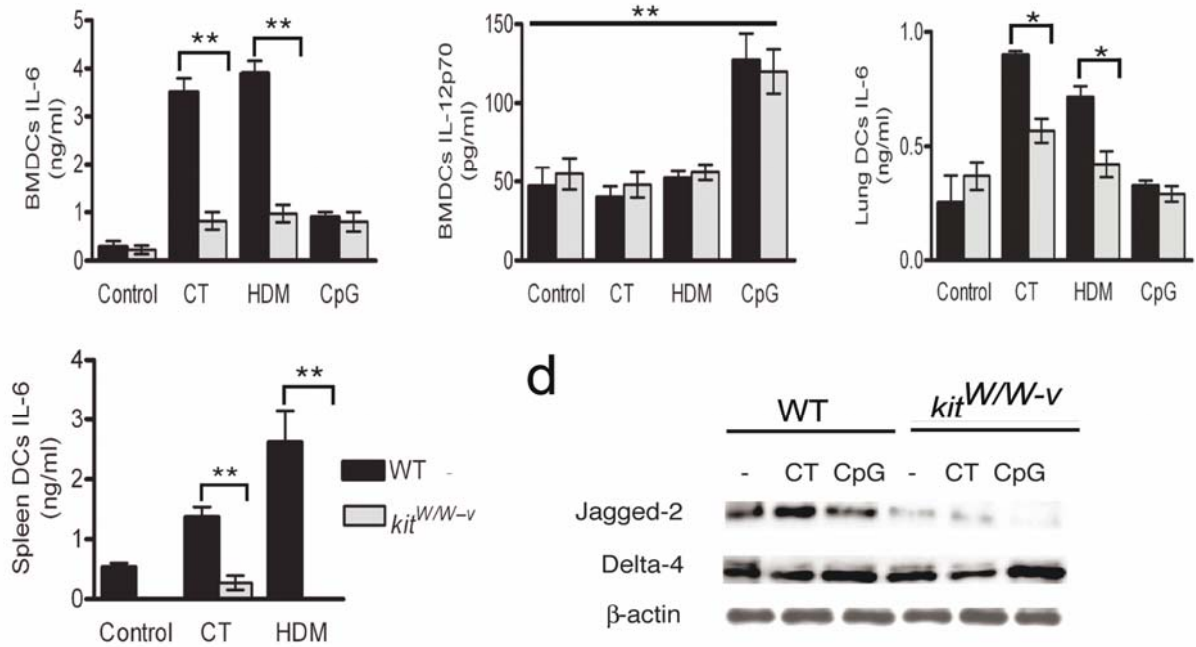 BMDCs IL-6
(ng/ml)
5
4
3
2
1
0
**
**
Control CT HDM CpG
BMDCs IL-12p70
(pg/ml)
150
100
50
0
**
Control CT HDM CpG
Lung DCs IL-6
(ng/ml)
1.0
0.5
0.0
*
*
Control CT HDM CpG
Spleen DCs IL-6
(ng/ml)
4
3
2
1
0
**
**
Control CT HDM
WT -
kitW/W-v
d
WT kitW/W-v
- CT CpG - CT CpG
Jagged-2
Delta-4
β-actin